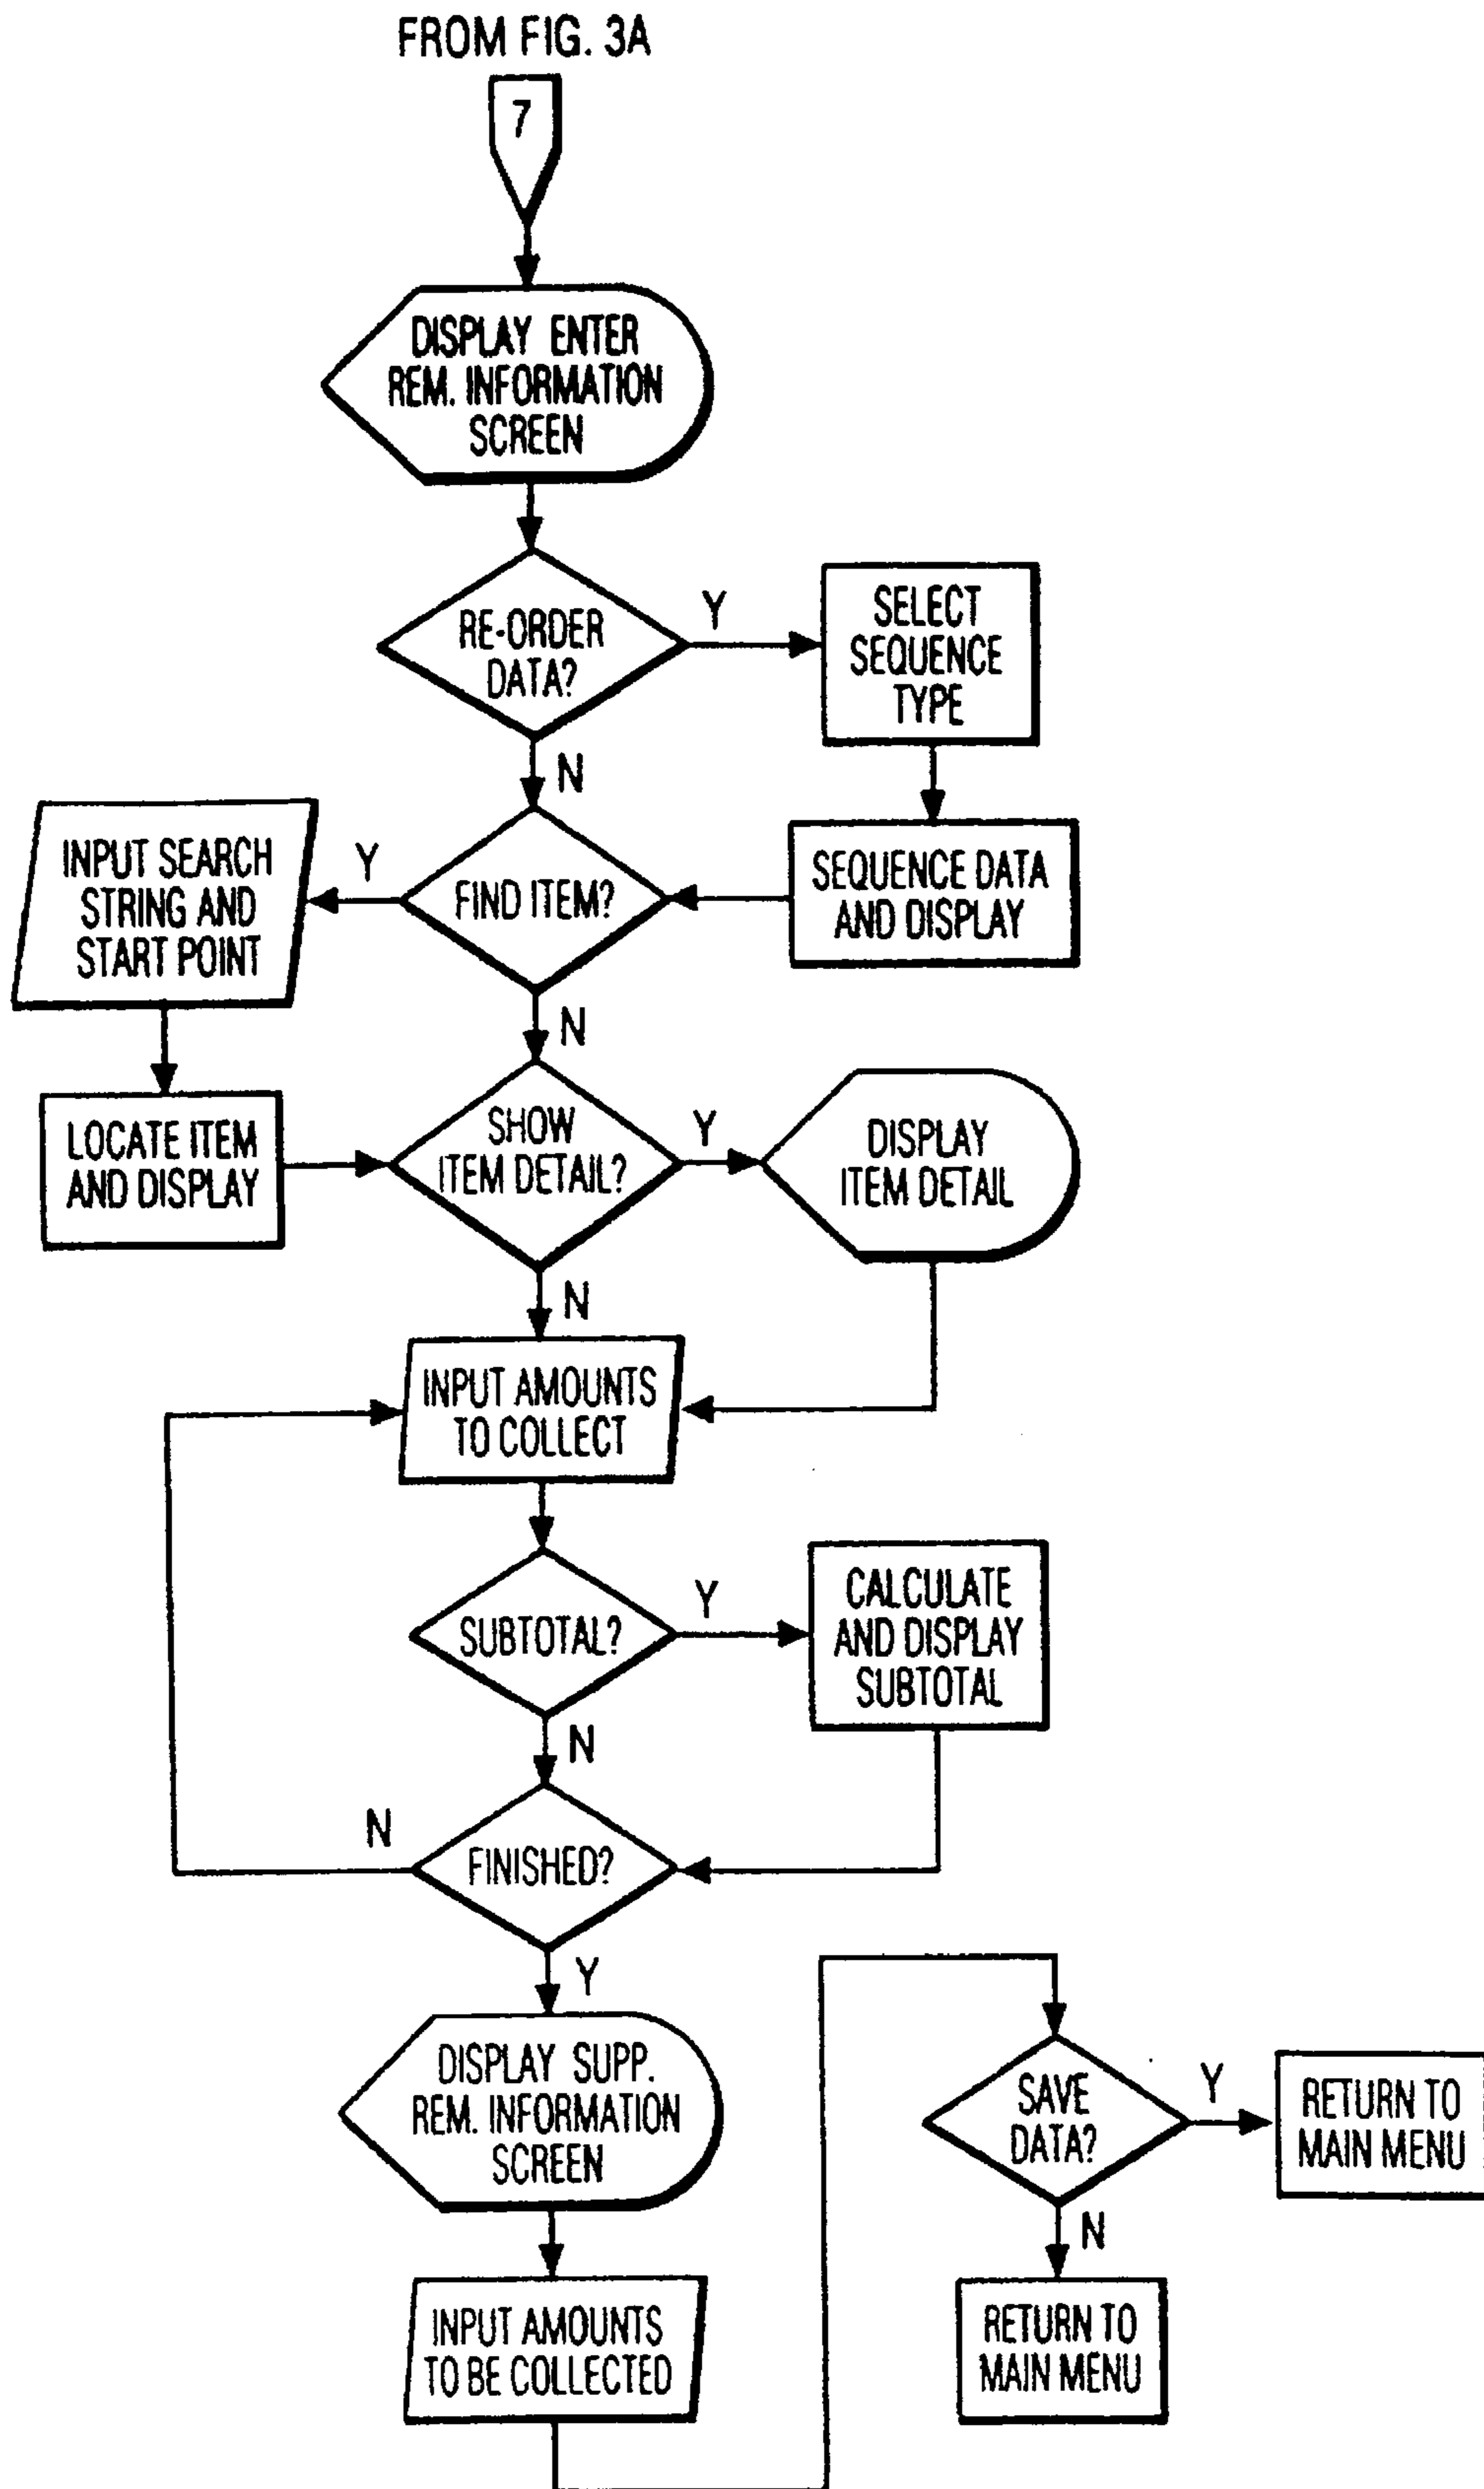 FROM FIG. 3A
7
DISPLAY ENTER
REM. INFORMATION
SCREEN
RE-ORDER
DATA?
Y
SELECT
SEQUENCE
TYPE
N
INPUT SEARCH
STRING AND
START POINT
Y
FIND ITEM?
SEQUENCE DATA
AND DISPLAY
N
LOCATE ITEM
AND DISPLAY
SHOW
ITEM DETAIL?
Y
DISPLAY
ITEM DETAIL
N
INPUT AMOUNTS
TO COLLECT
SUBTOTAL?
Y
CALCULATE
AND DISPLAY
SUBTOTAL
N
N
FINISHED?
Y
DISPLAY SUPP.
REM. INFORMATION
SCREEN
INPUT AMOUNTS
TO BE COLLECTED
SAVE
DATA?
Y
RETURN TO
MAIN MENU
N
RETURN TO
MAIN MENU